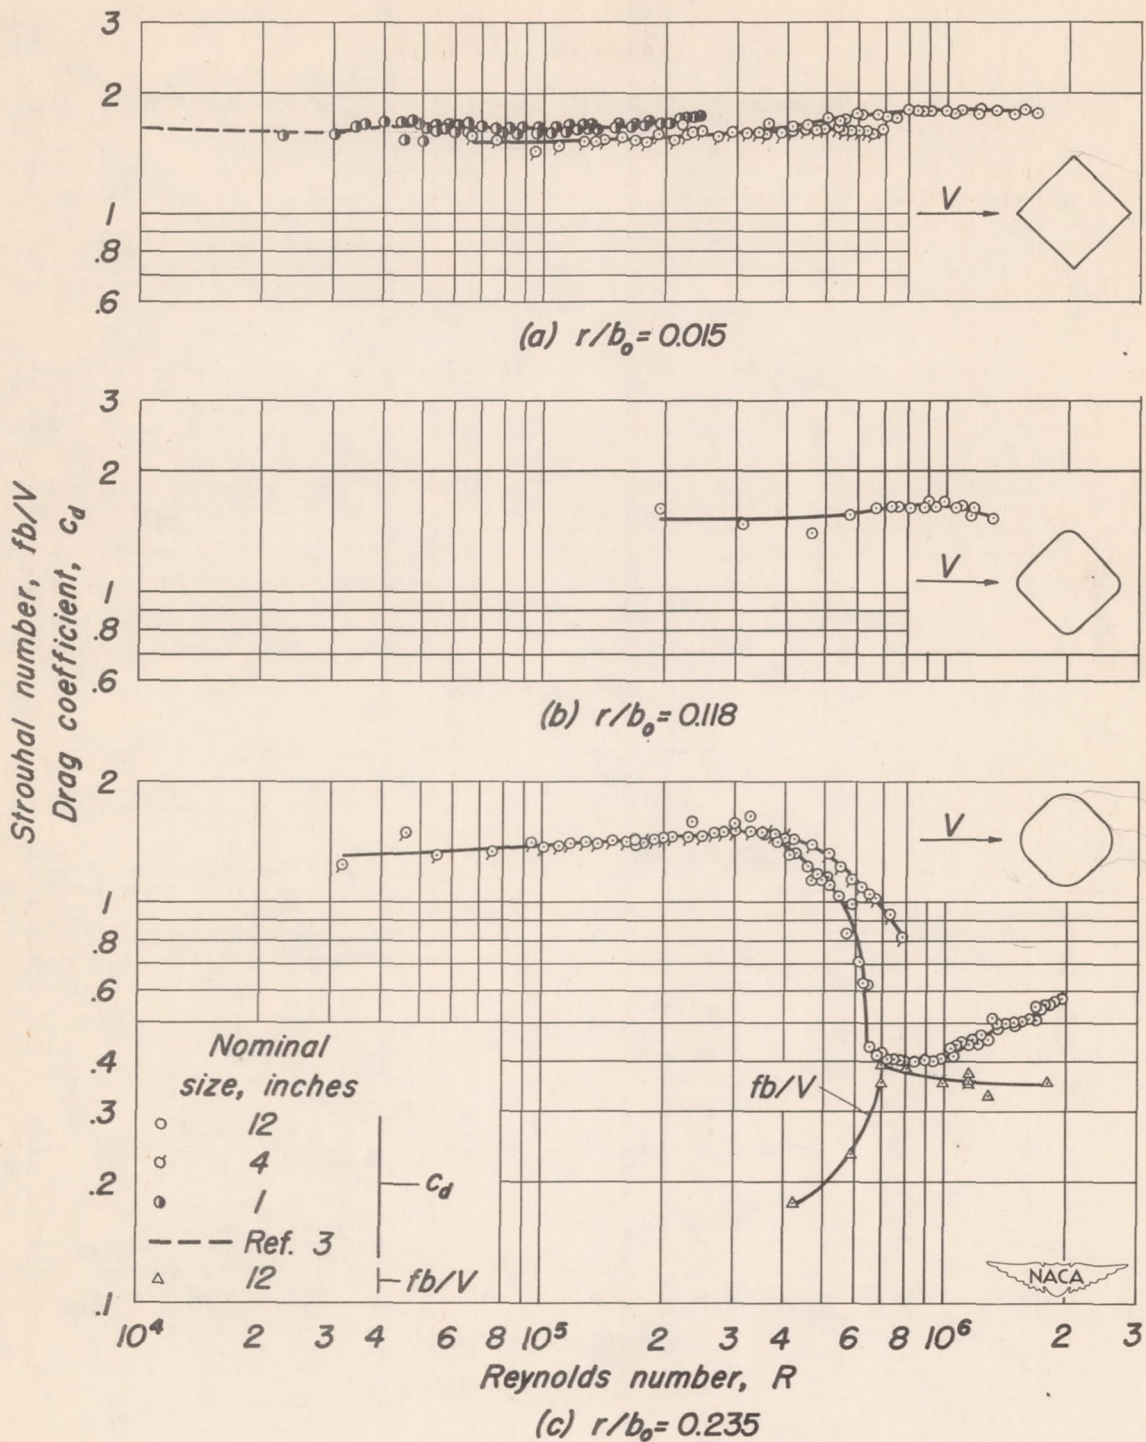 3
2
1
.8
.6
V
(a) r/b₀ = 0.015
3
2
1
.8
.6
V
(b) r/b₀ = 0.118
Strouhal number, fb/V
Drag coefficient, c_d
2
1
.8
.6
.4
.3
.2
.1
V
fb/V
Nominal
size, inches
12
4
1
c_d
Ref. 3
12 fb/V
NACA
10⁴ 2 3 4 6 8 10⁵ 2 3 4 6 8 10⁶ 2 3
Reynolds number, R
(c) r/b₀ = 0.235